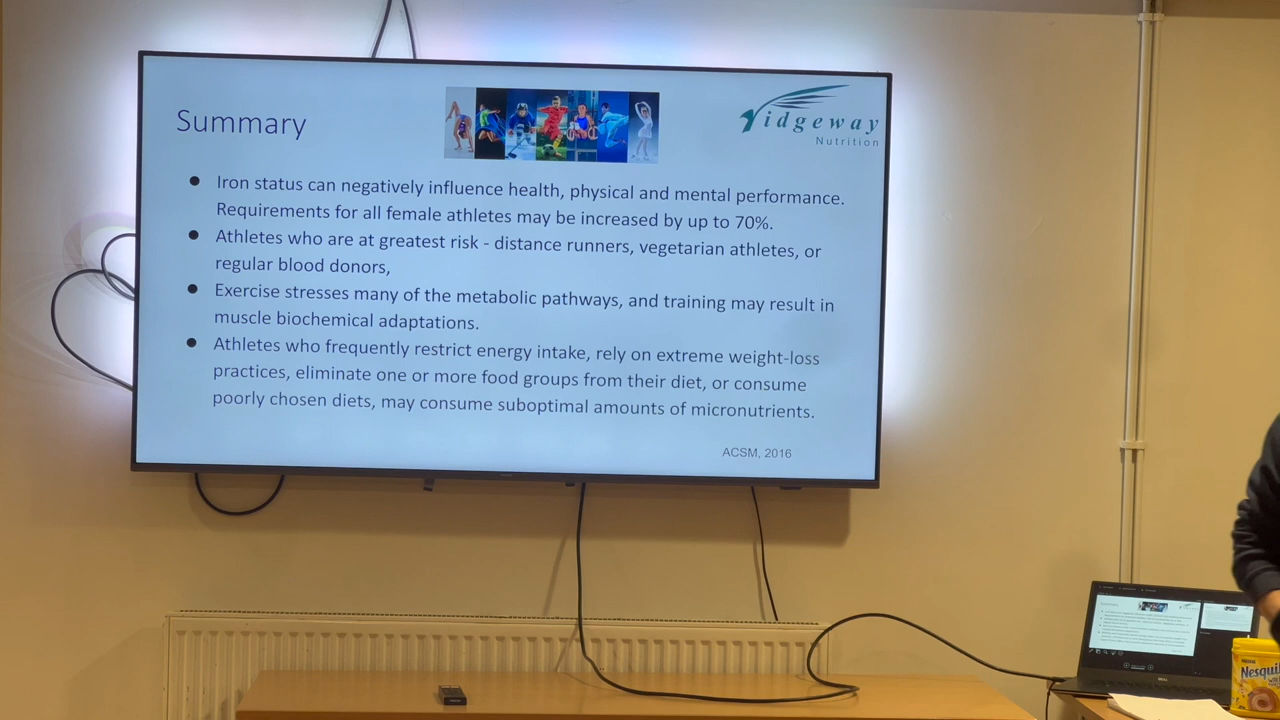 Summary
Ridgeway
Nutrition
● Iron status can negatively influence health, physical and mental performance.
Requirements for all female athletes may be increased by up to 70%.
● Athletes who are at greatest risk - distance runners, vegetarian athletes, or
regular blood donors,
● Exercise stresses many of the metabolic pathways, and training may result in
muscle biochemical adaptations.
● Athletes who frequently restrict energy intake, rely on extreme weight-loss
practices, eliminate one or more food groups from their diet, or consume
poorly chosen diets, may consume suboptimal amounts of micronutrients.
ACSM, 2016
Summary
DELL
Nesqui